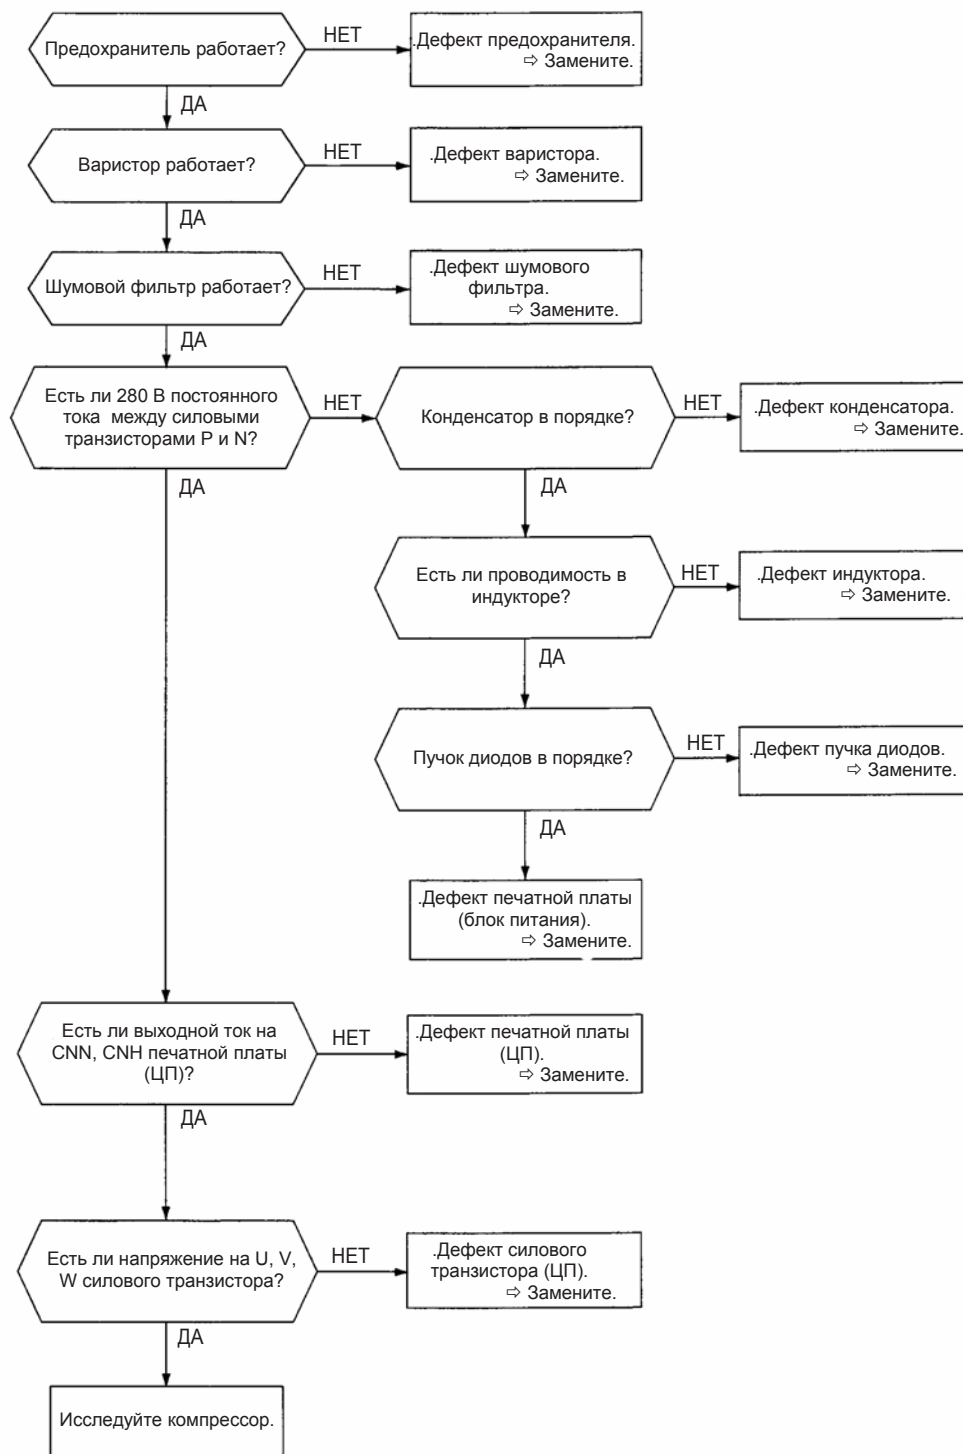 Предохранитель работает?
НЕТ
.Дефект предохранителя.
⇨ Замените.
ДА
Варистор работает?
НЕТ
.Дефект варистора.
⇨ Замените.
ДА
Шумовой фильтр работает?
НЕТ
.Дефект шумового
фильтра.
⇨ Замените.
ДА
Есть ли 280 В постоянного
тока между силовыми
транзисторами P и N?
НЕТ
Конденсатор в порядке?
НЕТ
.Дефект конденсатора.
⇨ Замените.
ДА
ДА
Есть ли проводимость в
индукторе?
НЕТ
.Дефект индуктора.
⇨ Замените.
ДА
Пучок диодов в порядке?
НЕТ
.Дефект пучка диодов.
⇨ Замените.
ДА
.Дефект печатной платы
(блок питания).
⇨ Замените.
Есть ли выходной ток на
CNN, CNH печатной платы
(ЦП)?
НЕТ
.Дефект печатной платы
(ЦП).
⇨ Замените.
ДА
Есть ли напряжение на U, V,
W силового транзистора?
НЕТ
.Дефект силового
транзистора (ЦП).
⇨ Замените.
ДА
Исследуйте компрессор.